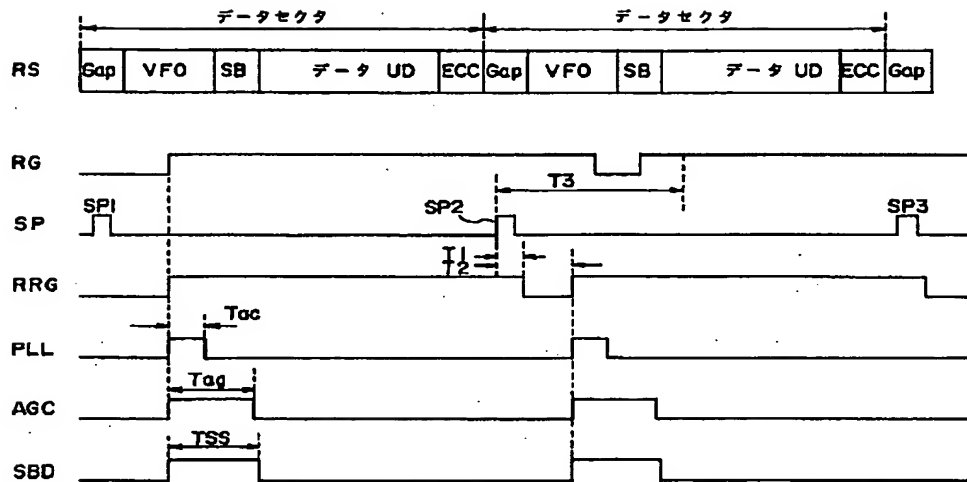 データセクタ データセクタ
RS Gap VFO SB データ UD ECC Gap VFO SB データ UD ECC Gap
RG
T3
SP SP1 SP2 SP3
T1
T2
RRG
Tac
PLL
Tag
AGC
TSS
SBD